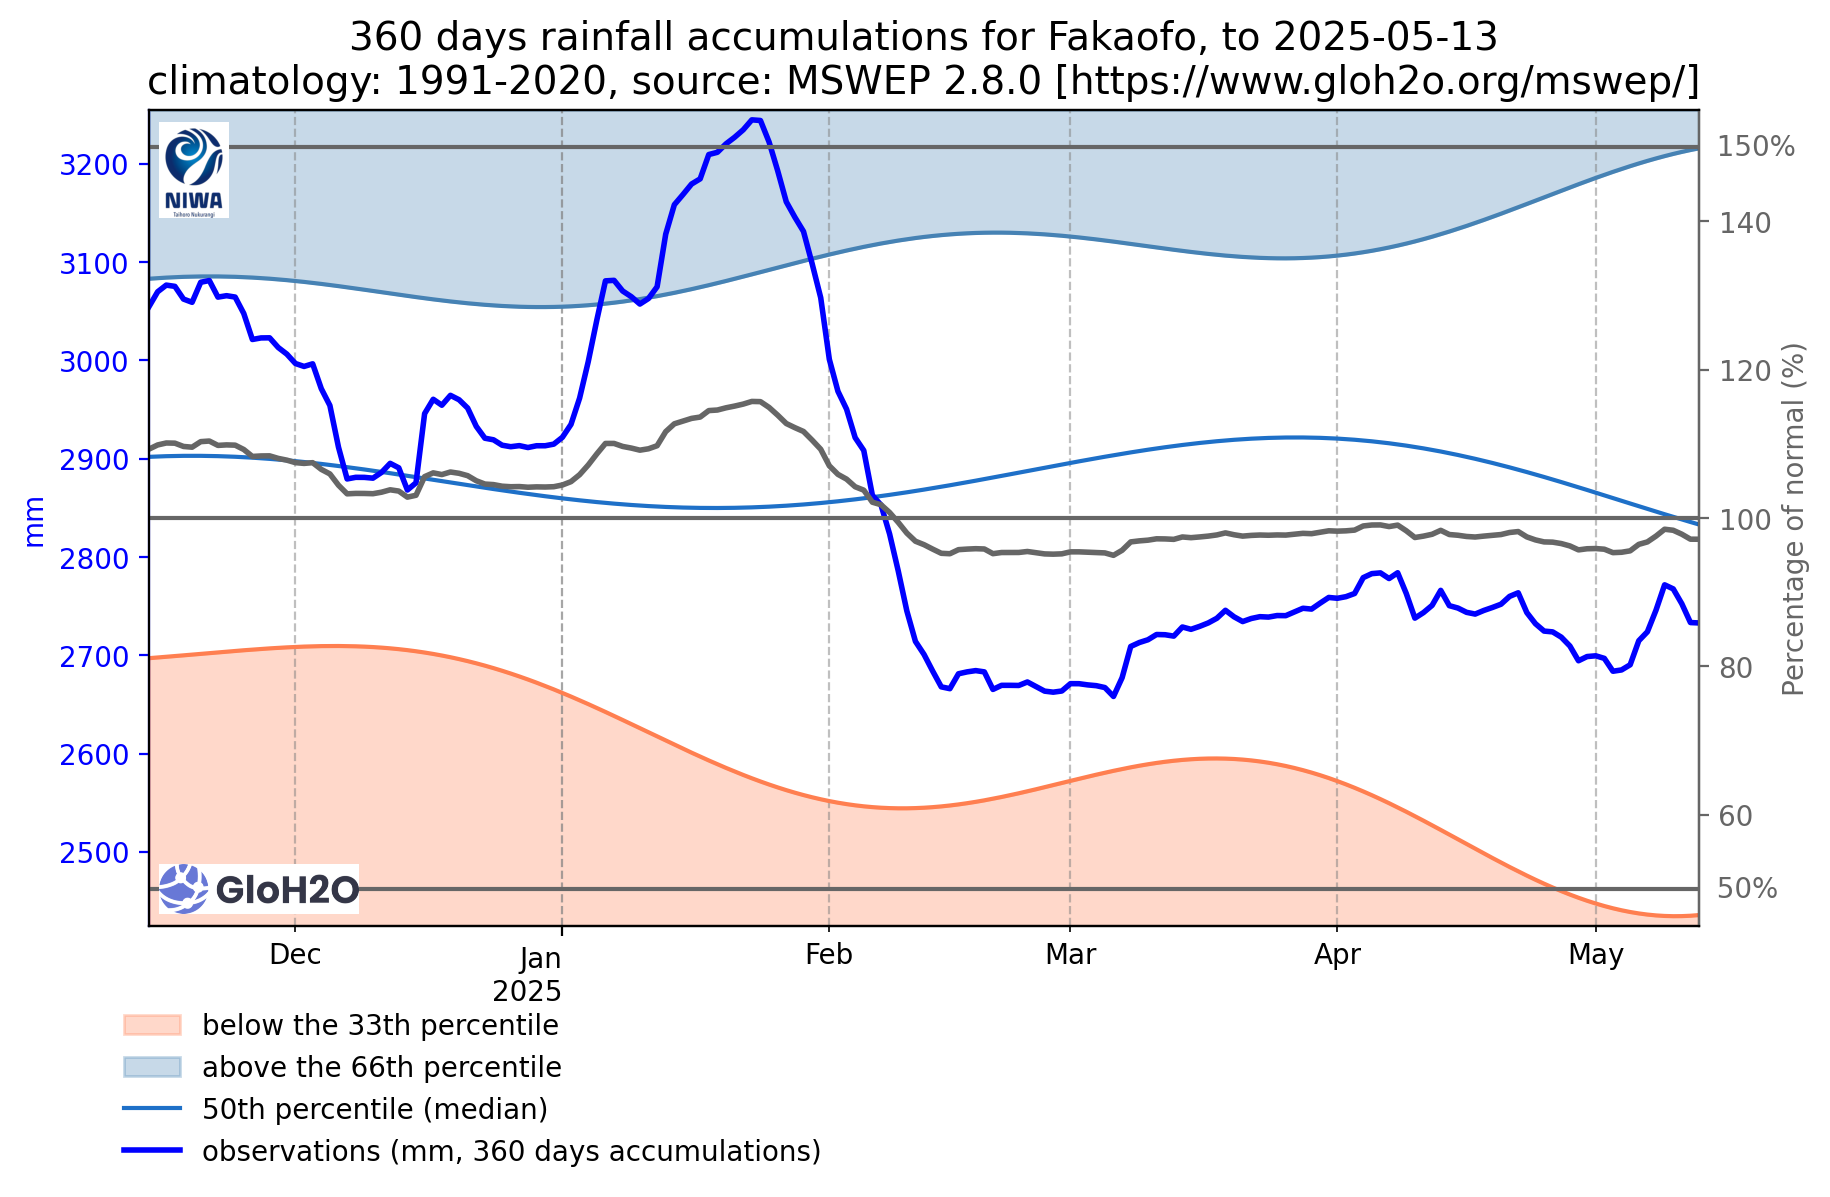 360 days rainfall accumulations for Fakaofo, to 2025-05-13
climatology: 1991-2020, source: MSWEP 2.8.0 [https://www.gloh2o.org/mswep/]
NIWA
Taihoro Nukurangi
3200
3100
3000
2900
2800
2700
2600
2500
mm
150%
140
120
100
80
60
50%
Percentage of normal (%)
GloH2O
Dec
Jan
2025
Feb
Mar
Apr
May
below the 33th percentile
above the 66th percentile
50th percentile (median)
observations (mm, 360 days accumulations)